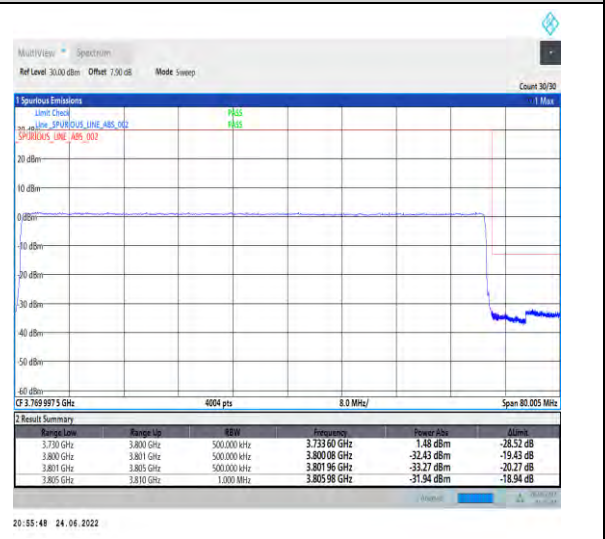 MultiView Spectrum
Ref Level 30.00 dBm Offset 7.90 dB Mode Sweep
Count 30/30
1 Spurious Emissions 1 Max
Limit Check PASS
Line _SPURIOUS_LINE_ABS_002 PASS
_SPURIOUS_LINE_ABS_002
20 dBm
10 dBm
0 dBm
-10 dBm
-20 dBm
-30 dBm
-40 dBm
-50 dBm
-60 dBm
CF 3.769 997 5 GHz 4004 pts 8.0 MHz/ Span 80.005 MHz
2 Result Summary
Range Low Range Up RBW Frequency Power Abs ΔLimit
3.730 GHz 3.800 GHz 500.000 kHz 3.733 60 GHz 1.48 dBm -28.52 dB
3.800 GHz 3.801 GHz 500.000 kHz 3.800 08 GHz -32.43 dBm -19.43 dB
3.801 GHz 3.805 GHz 500.000 kHz 3.801 96 GHz -33.27 dBm -20.27 dB
3.805 GHz 3.810 GHz 1.000 MHz 3.805 98 GHz -31.94 dBm -18.94 dB
20:55:48 24.06.2022